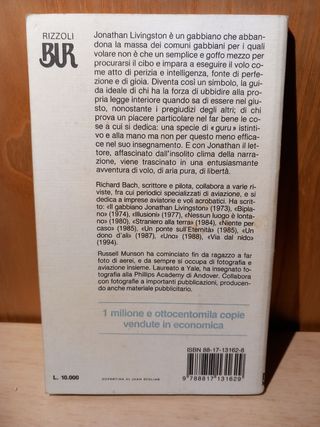 RIZZOLI
BUR
Jonathan Livingston è un gabbiano che abban-
dona la massa dei comuni gabbiani per i quali
volare non è che un semplice e goffo mezzo per
procurarsi il cibo e impara a eseguire il volo co-
me atto di perizia e intelligenza, fonte di perfe-
zione e di gioia. Diventa così un simbolo, la gui-
da ideale di chi ha la forza di ubbidire alla pro-
pria legge interiore quando sa di essere nel giu-
sto, nonostante i pregiudizi degli altri; di chi
prova un piacere particolare nel far bene le co-
se a cui si dedica: una specie di «guru» istinti-
vo e alla mano ma non per questo meno effica-
ce nel suo insegnamento. E con Jonathan il let-
tore, affascinato dall'insolito clima della narra-
zione, viene trascinato in una entusiasmante
avventura di volo, di aria pura, di libertà.
Richard Bach, scrittore e pilota, collabora a varie ri-
viste, fra cui periodici specializzati di aviazione, e si
dedica a imprese aviatorie e voli acrobatici. Ha scrit-
to: «Il gabbiano Jonathan Livingston» (1973), «Bipla-
no» (1974), «Illusioni» (1977), «Nessun luogo è lonta-
no» (1980), «Straniero alla terra» (1984), «Niente per
caso» (1985), «Un ponte sull'Eternità» (1985), «Un
dono d'ali» (1987), «Uno» (1988), «Via dal nido»
(1994).
Russell Munson ha cominciato fin da ragazzo a far
foto di aerei, e da sempre si occupa di fotografia e
aviazione insieme. Laureato a Yale, ha insegnato fo-
tografia alla Phillips Academy di Andover. Collabora
con fotografie a importanti pubblicazioni, producen-
do anche materiale pubblicitario.
1 milione e ottocentomila copie
vendute in economica
ISBN 88-17-13162-8
9 788817 131629
L. 10.000
COPERTINA DI JOHN ALCORN